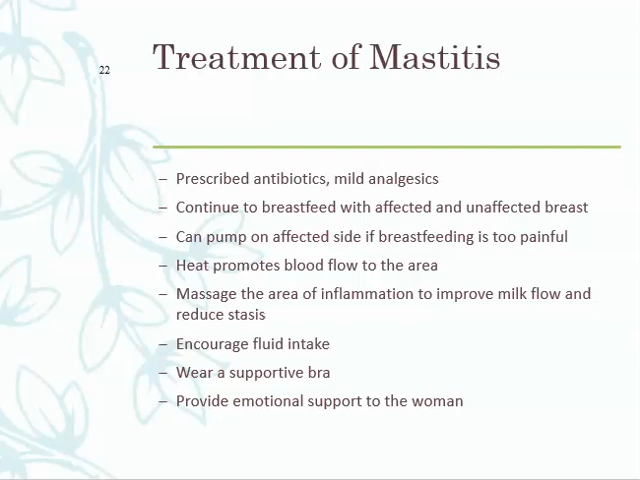 22
Treatment of Mastitis
– Prescribed antibiotics, mild analgesics
– Continue to breastfeed with affected and unaffected breast
– Can pump on affected side if breastfeeding is too painful
– Heat promotes blood flow to the area
– Massage the area of inflammation to improve milk flow and
reduce stasis
– Encourage fluid intake
– Wear a supportive bra
– Provide emotional support to the woman